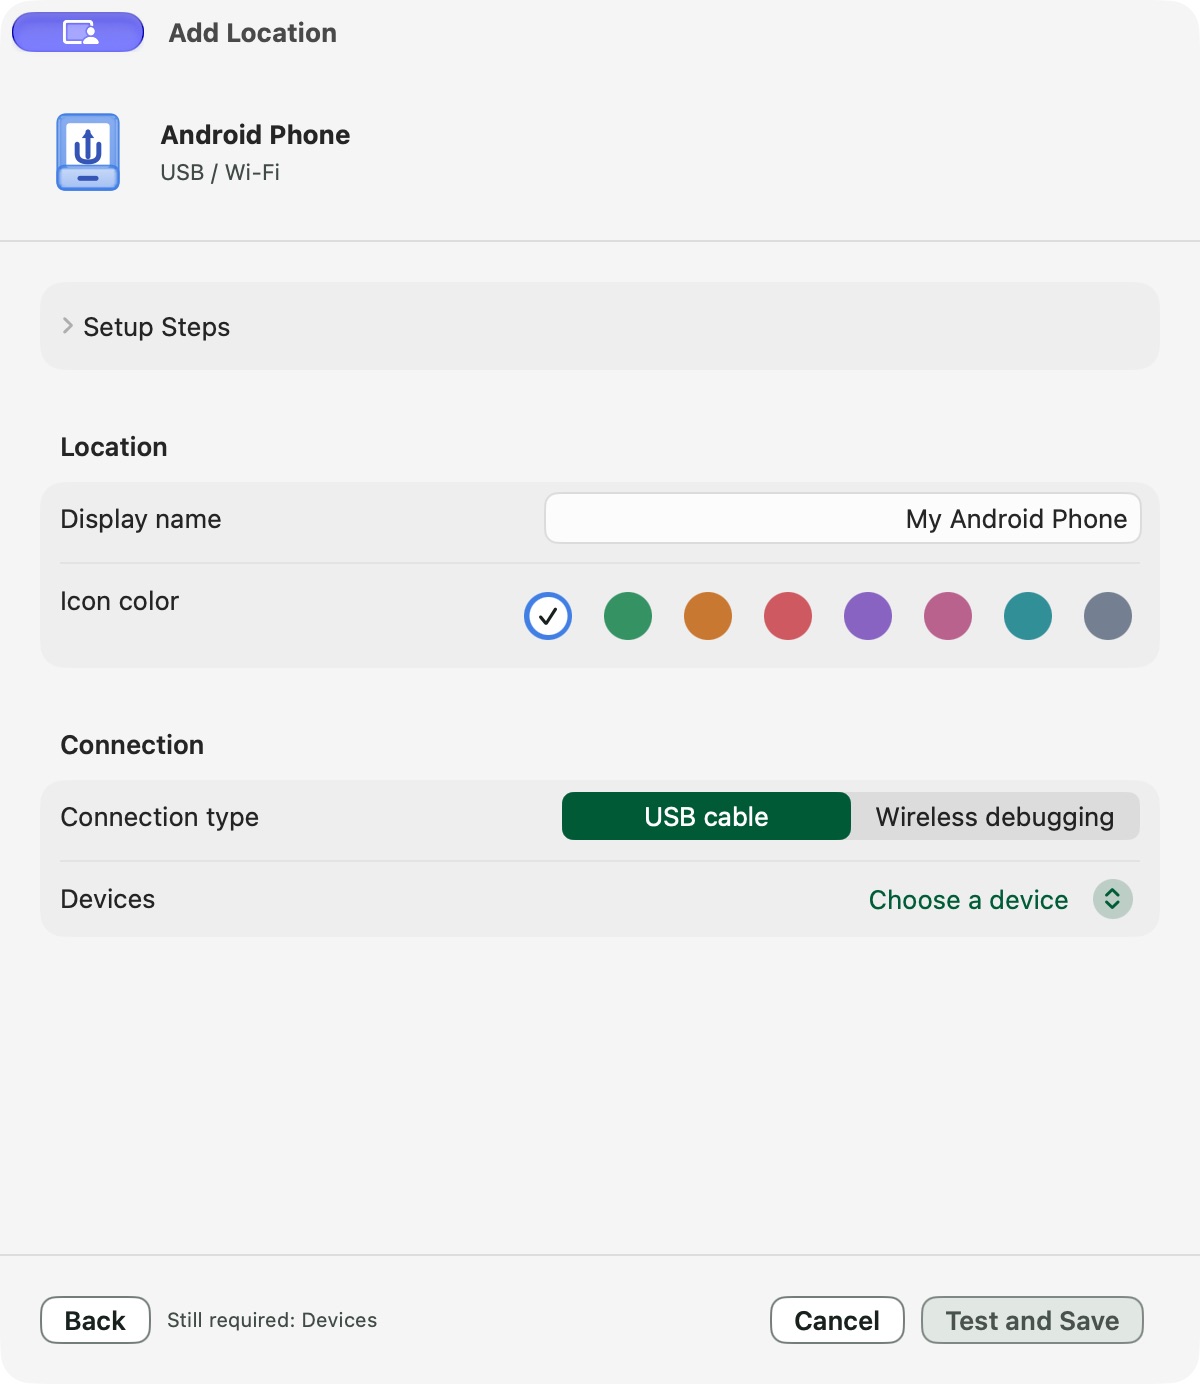 Add Location
Android Phone
USB / Wi-Fi
Setup Steps
Location
Display name
My Android Phone
Icon color
Connection
Connection type
USB cable
Wireless debugging
Devices
Choose a device
Back
Still required: Devices
Cancel
Test and Save